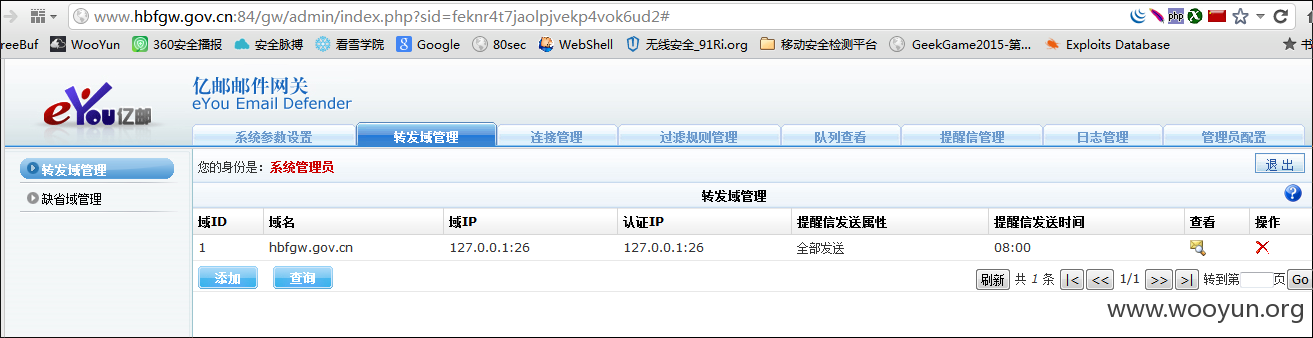 www.hbfgw.gov.cn:84/gw/admin/index.php?sid=feknr4t7jaolpjvekp4vok6ud2#
reeBuf WooYun 360安全播报 安全脉搏 看雪学院 Google 80sec WebShell 无线安全_91Ri.org 移动安全检测平台 GeekGame2015-第... Exploits Database 书
eYou亿邮
亿邮邮件网关
eYou Email Defender
系统参数设置 转发域管理 连接管理 过滤规则管理 队列查看 提醒信管理 日志管理 管理员配置
转发域管理
缺省域管理
您的身份是：系统管理员 退 出
转发域管理 ?
域ID 域名 域IP 认证IP 提醒信发送属性 提醒信发送时间 查看 操作
1 hbfgw.gov.cn 127.0.0.1:26 127.0.0.1:26 全部发送 08:00
添加 查询 刷新 共 1 条 |< << 1/1 >> >| 转到第 页 Go
www.wooyun.org